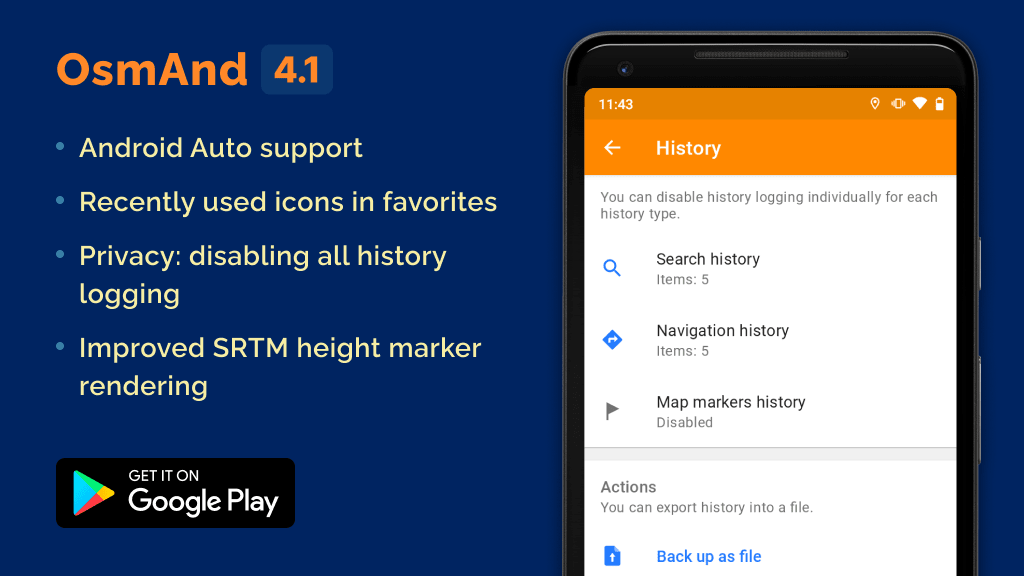 OsmAnd 4.1
• Android Auto support
• Recently used icons in favorites
• Privacy: disabling all history
logging
• Improved SRTM height marker
rendering
GET IT ON
Google Play
11:43
History
You can disable history logging individually for each
history type.
Search history
Items: 5
Navigation history
Items: 5
Map markers history
Disabled
Actions
You can export history into a file.
Back up as file